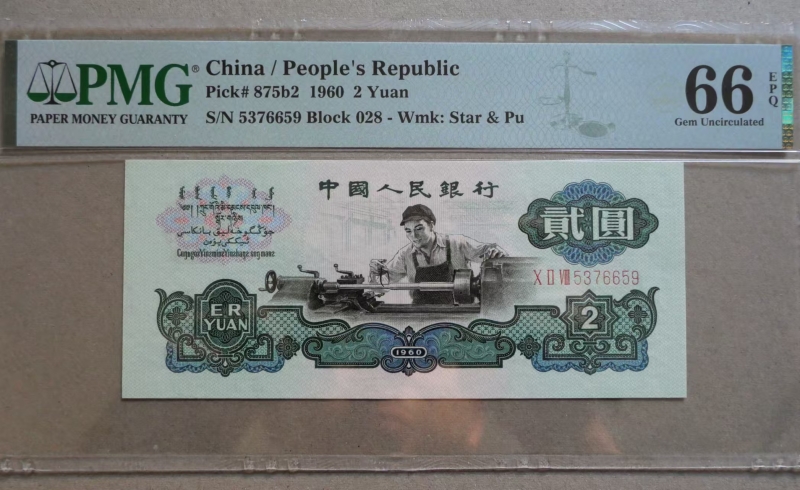 PMG®
PAPER MONEY GUARANTY
China / People's Republic
Pick# 875b2 1960 2 Yuan
S/N 5376659 Block 028 - Wmk: Star & Pu
66
EPQ
Gem Uncirculated
中國人民銀行
貳圓
X II VIII 5376659
ER
YUAN
1960
2